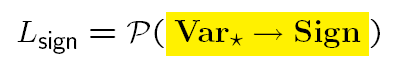 L_sign = 𝒫( Var⋆ → Sign )